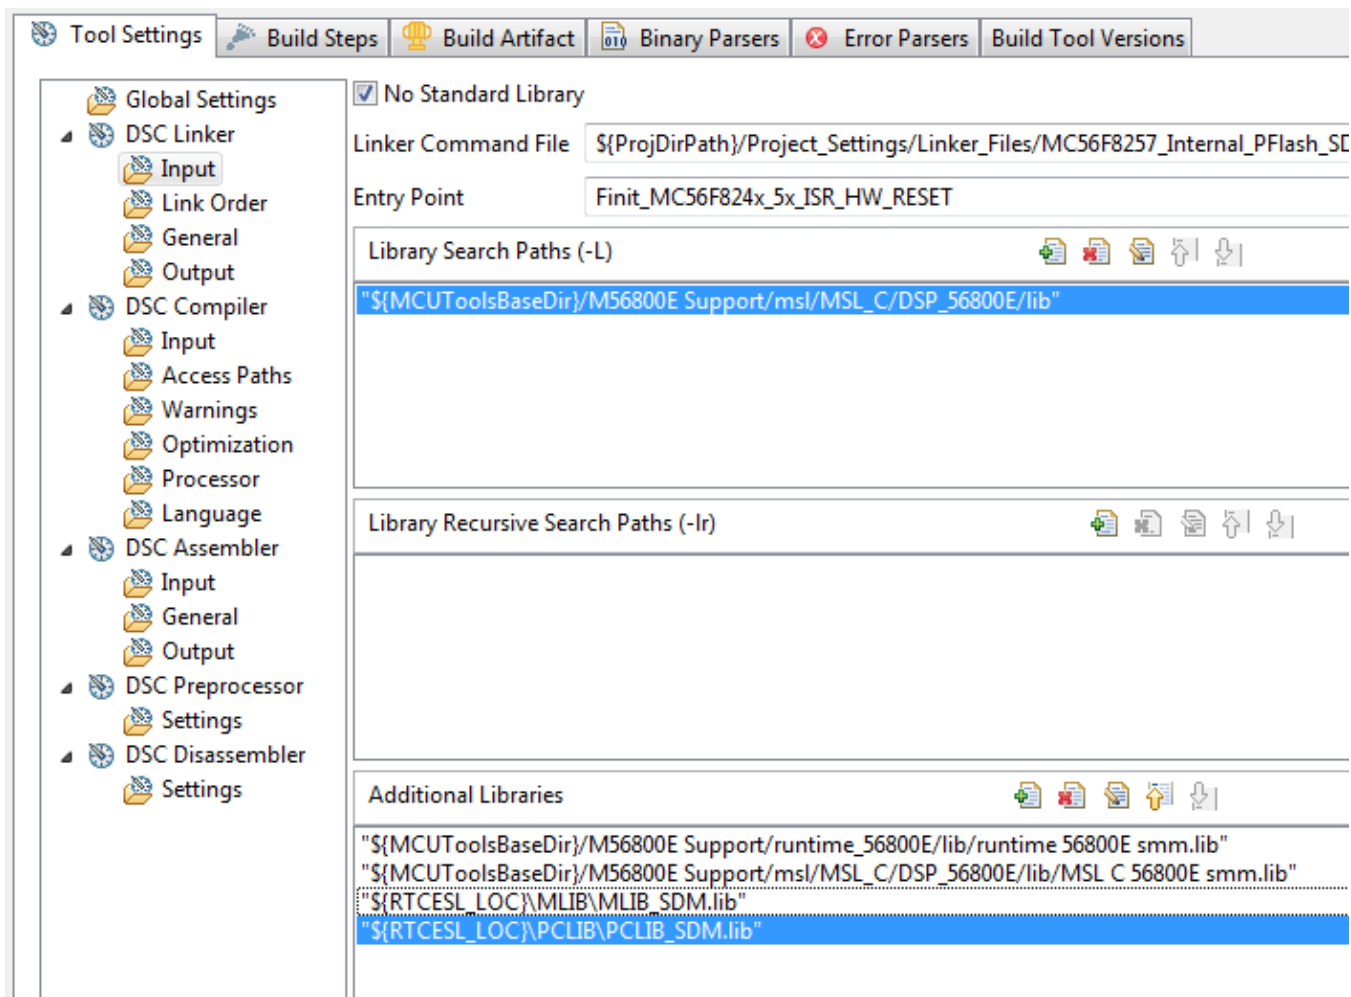 Tool Settings Build Steps Build Artifact Binary Parsers Error Parsers Build Tool Versions
Global Settings
DSC Linker
Input
Link Order
General
Output
DSC Compiler
Input
Access Paths
Warnings
Optimization
Processor
Language
DSC Assembler
Input
General
Output
DSC Preprocessor
Settings
DSC Disassembler
Settings
No Standard Library
Linker Command File ${ProjDirPath}/Project_Settings/Linker_Files/MC56F8257_Internal_PFlash_SD
Entry Point Finit_MC56F824x_5x_ISR_HW_RESET
Library Search Paths (-L)
"${MCUToolsBaseDir}/M56800E Support/msl/MSL_C/DSP_56800E/lib"
Library Recursive Search Paths (-lr)
Additional Libraries
"${MCUToolsBaseDir}/M56800E Support/runtime_56800E/lib/runtime 56800E smm.lib"
"${MCUToolsBaseDir}/M56800E Support/msl/MSL_C/DSP_56800E/lib/MSL C 56800E smm.lib"
"${RTCESL_LOC}\MLIB\MLIB_SDM.lib"
"${RTCESL_LOC}\PCLIB\PCLIB_SDM.lib"